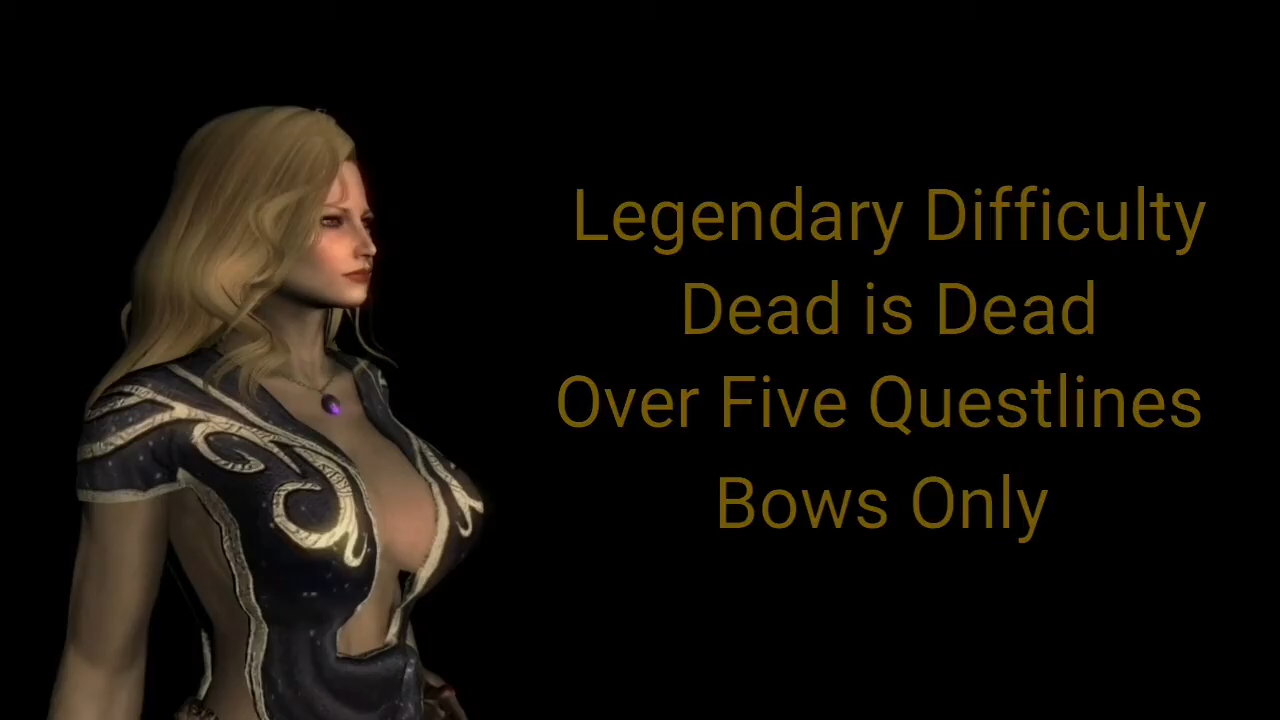 Legendary Difficulty
Dead is Dead
Over Five Questlines
Bows Only